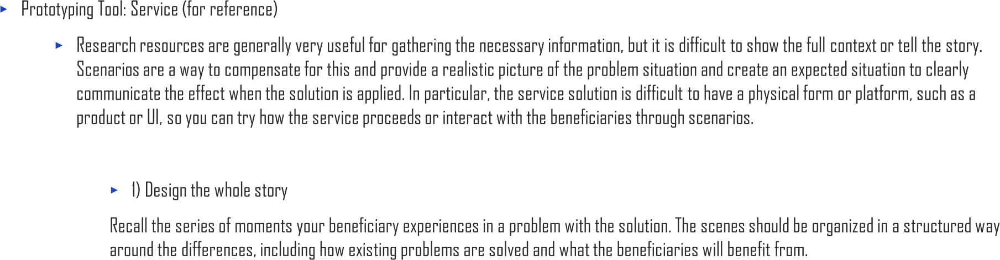 ▸ Prototyping Tool: Service (for reference)
▸ Research resources are generally very useful for gathering the necessary information, but it is difficult to show the full context or tell the story.
Scenarios are a way to compensate for this and provide a realistic picture of the problem situation and create an expected situation to clearly
communicate the effect when the solution is applied. In particular, the service solution is difficult to have a physical form or platform, such as a
product or UI, so you can try how the service proceeds or interact with the beneficiaries through scenarios.
▸ 1) Design the whole story
Recall the series of moments your beneficiary experiences in a problem with the solution. The scenes should be organized in a structured way
around the differences, including how existing problems are solved and what the beneficiaries will benefit from.